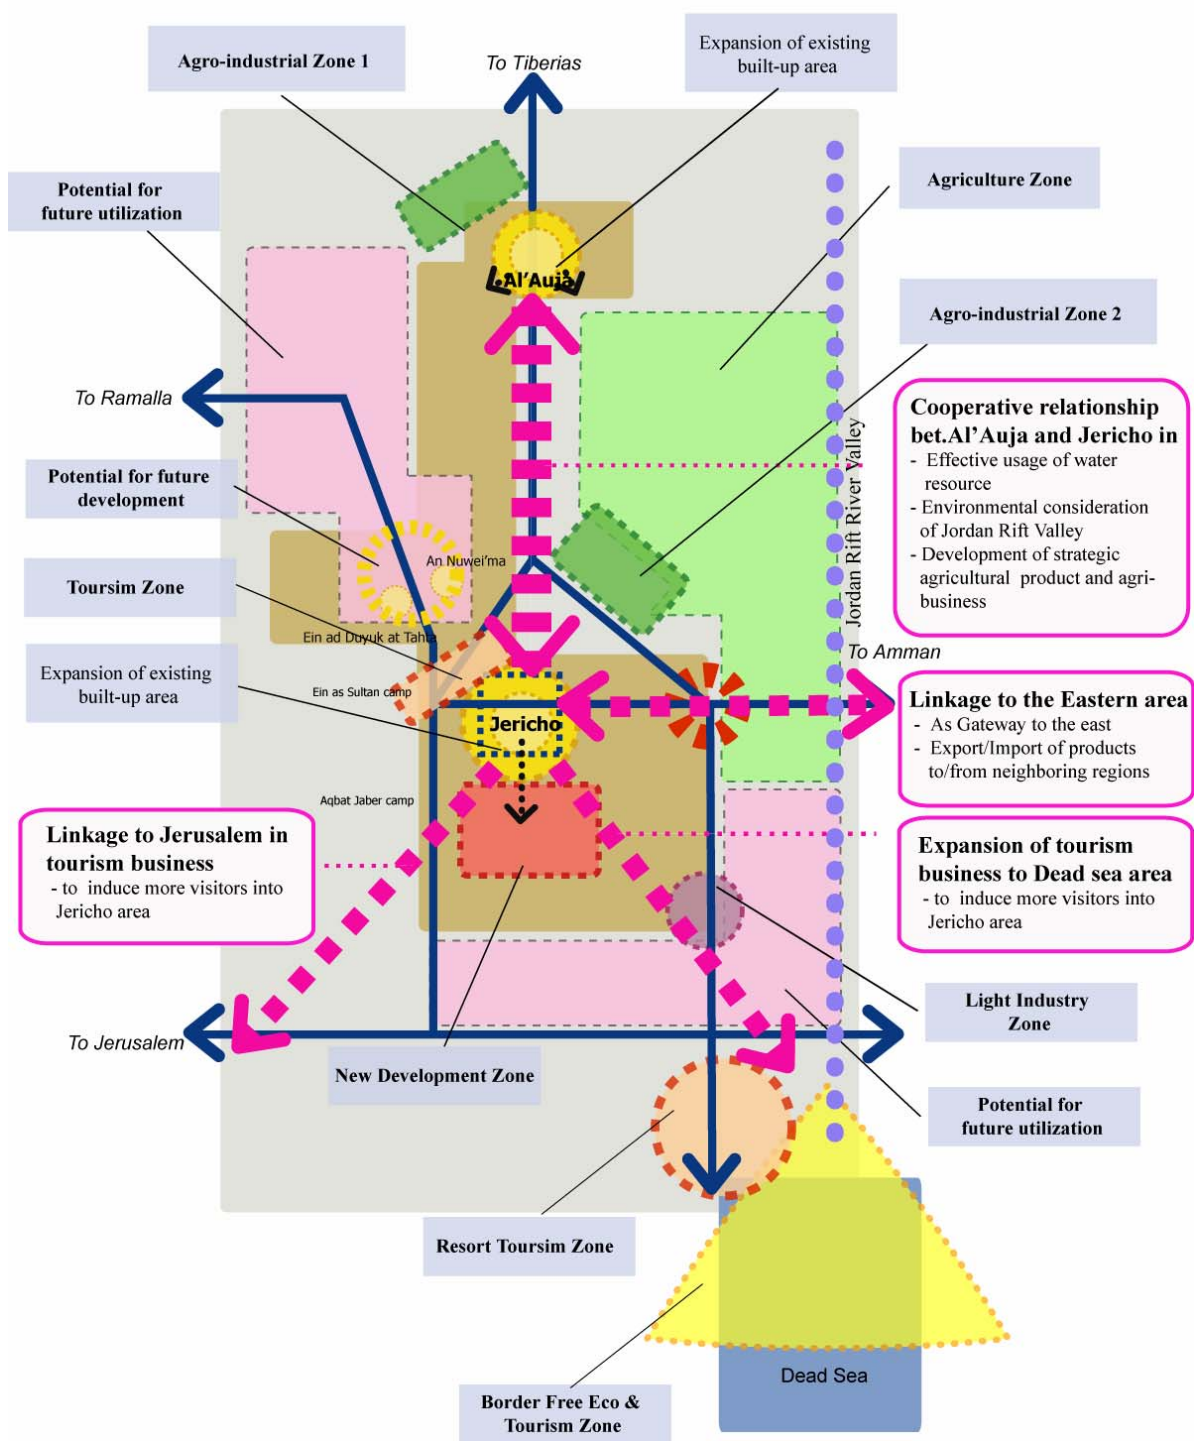 Agro-industrial Zone 1
To Tiberias
Expansion of existing
built-up area
Potential for
future utilization
Agriculture Zone
Al'Auja
Agro-industrial Zone 2
To Ramalla
Cooperative relationship
bet.Al'Auja and Jericho in
- Effective usage of water
resource
- Environmental consideration
of Jordan Rift Valley
- Development of strategic
agricultural product and agri-
business
Jordan Rift River Valley
Potential for future
development
An Nuwei'ma
Toursim Zone
Ein ad Duyuk at Tahta
To Amman
Expansion of existing
built-up area
Ein as Sultan camp
Jericho
Linkage to the Eastern area
- As Gateway to the east
- Export/Import of products
to/from neighboring regions
Aqbat Jaber camp
Linkage to Jerusalem in
tourism business
- to induce more visitors into
Jericho area
Expansion of tourism
business to Dead sea area
- to induce more visitors into
Jericho area
Light Industry
Zone
To Jerusalem
New Development Zone
Potential for
future utilization
Resort Toursim Zone
Dead Sea
Border Free Eco &
Tourism Zone